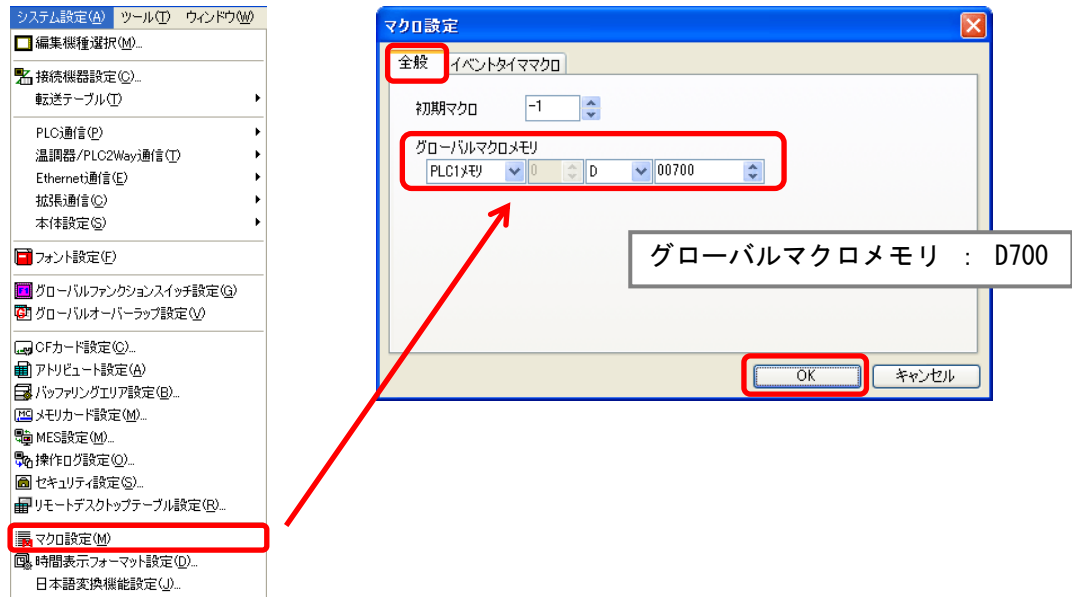 システム設定(A) ツール(T) ウィンドウ(W)
編集機種選択(M)...
接続機器設定(C)...
転送テーブル(T)
PLC通信(P)
温調器/PLC2Way通信(T)
Ethernet通信(E)
拡張通信(C)
本体設定(S)
フォント設定(F)
グローバルファンクションスイッチ設定(G)
グローバルオーバーラップ設定(V)
CFカード設定(C)...
アトリビュート設定(A)
バッファリングエリア設定(B)...
メモリカード設定(M)...
MES設定(M)...
操作ログ設定(O)...
セキュリティ設定(S)...
リモートデスクトップテーブル設定(R)...
マクロ設定(M)
時間表示フォーマット設定(D)...
日本語変換機能設定(J)...
マクロ設定
全般 イベントタイママクロ
初期マクロ -1
グローバルマクロメモリ
PLC1メモリ 0 D 00700
グローバルマクロメモリ : D700
OK キャンセル